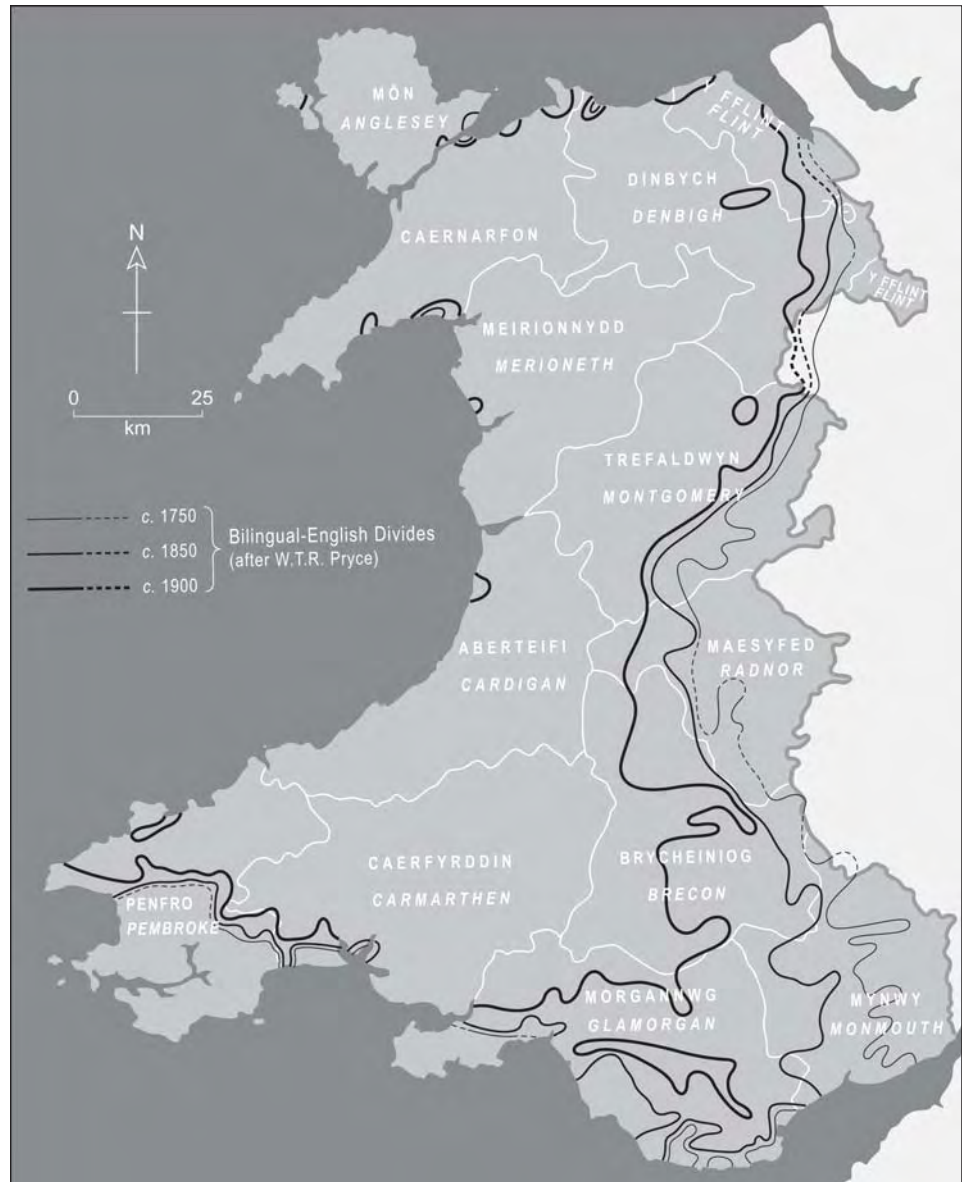 MÔN
ANGLESEY
Y FFLINT
FLINT
DINBYCH
DENBIGH
CAERNARFON
N
Y FFLINT
FLINT
MEIRIONNYDD
MERIONETH
0 25
km
TREFALDWYN
MONTGOMERY
c. 1750
c. 1850
c. 1900
Bilingual-English Divides
(after W.T.R. Pryce)
ABERTEIFI
CARDIGAN
MAESYFED
RADNOR
CAERFYRDDIN
CARMARTHEN
BRYCHEINIOG
BRECON
PENFRO
PEMBROKE
MORGANNWG
GLAMORGAN
MYNWY
MONMOUTH